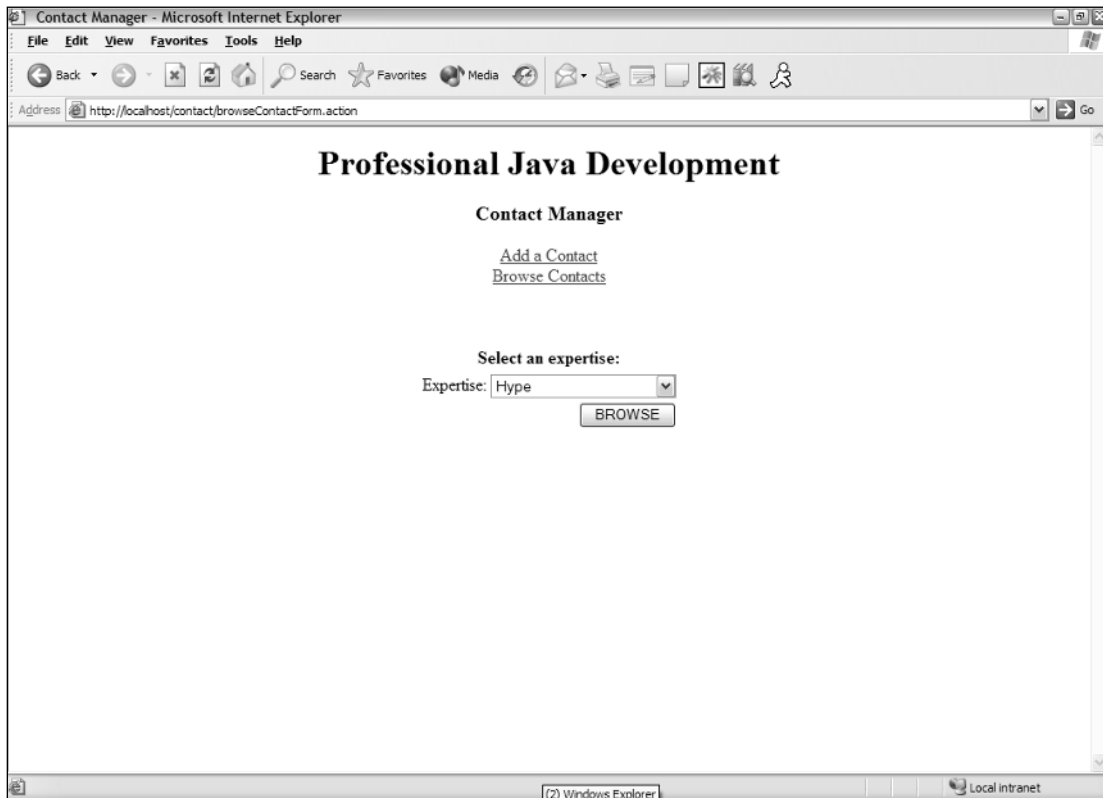 Contact Manager - Microsoft Internet Explorer
File Edit View Favorites Tools Help
Back Search Favorites Media
Address http://localhost/contact/browseContactForm.action Go
Professional Java Development
Contact Manager
Add a Contact
Browse Contacts
Select an expertise:
Expertise: Hype
BROWSE
(2) Windows Explorer
Local intranet